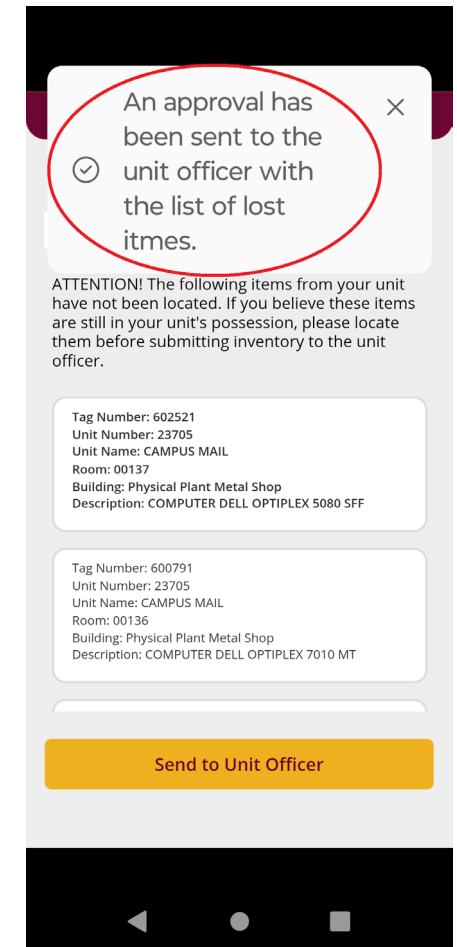 An approval has
been sent to the
unit officer with
the list of lost
itmes.
ATTENTION! The following items from your unit
have not been located. If you believe these items
are still in your unit's possession, please locate
them before submitting inventory to the unit
officer.
Tag Number: 602521
Unit Number: 23705
Unit Name: CAMPUS MAIL
Room: 00137
Building: Physical Plant Metal Shop
Description: COMPUTER DELL OPTIPLEX 5080 SFF
Tag Number: 600791
Unit Number: 23705
Unit Name: CAMPUS MAIL
Room: 00136
Building: Physical Plant Metal Shop
Description: COMPUTER DELL OPTIPLEX 7010 MT
Send to Unit Officer